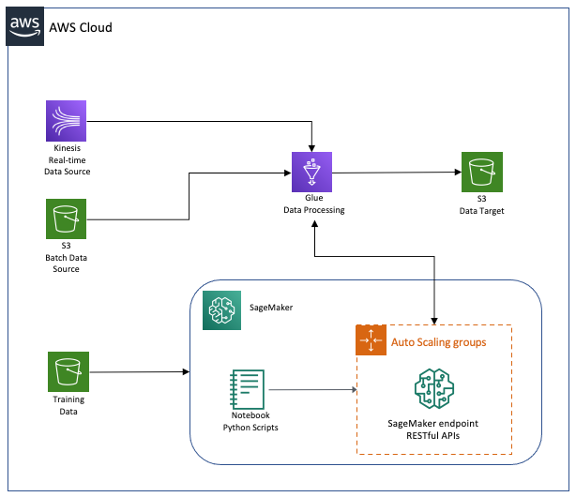 aws
AWS Cloud
Kinesis
Real-time
Data Source
Glue
Data Processing
S3
Data Target
S3
Batch Data
Source
SageMaker
Auto Scaling groups
Training
Data
Notebook
Python Scripts
SageMaker endpoint
RESTful APIs